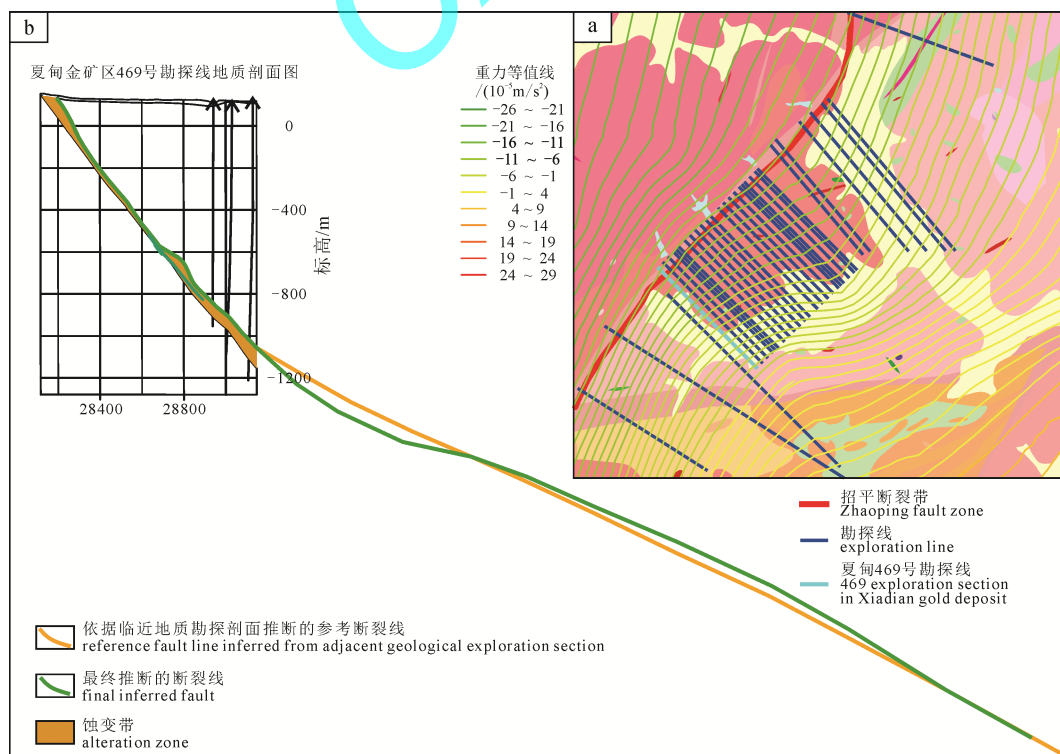 b
夏甸金矿区469号勘探线地质剖面图
0
−400
−800
−1200
标高/m
28400
28800
重力等值线
/(10⁻⁵m/s²)
−26 ~ −21
−21 ~ −16
−16 ~ −11
−11 ~ −6
−6 ~ −1
−1 ~ 4
4 ~ 9
9 ~ 14
14 ~ 19
19 ~ 24
24 ~ 29
a
招平断裂带
Zhaoping fault zone
勘探线
exploration line
夏甸469号勘探线
469 exploration section
in Xiadian gold deposit
依据临近地质勘探剖面推断的参考断裂线
reference fault line inferred from adjacent geological exploration section
最终推断的断裂线
final inferred fault
蚀变带
alteration zone